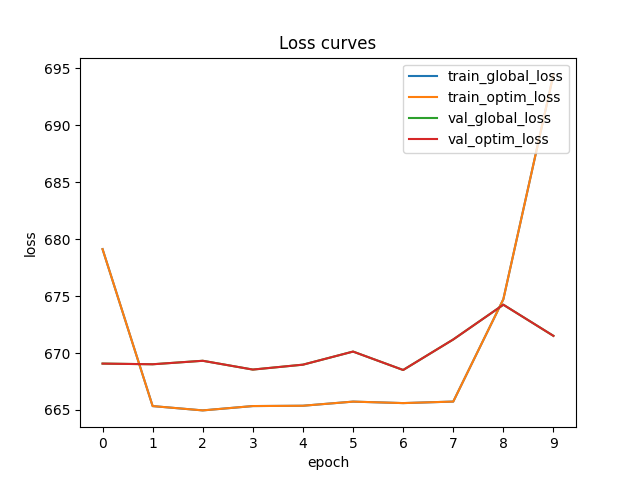 Loss curves
695
690
685
680
675
670
665
loss
train_global_loss
train_optim_loss
val_global_loss
val_optim_loss
0 1 2 3 4 5 6 7 8 9
epoch